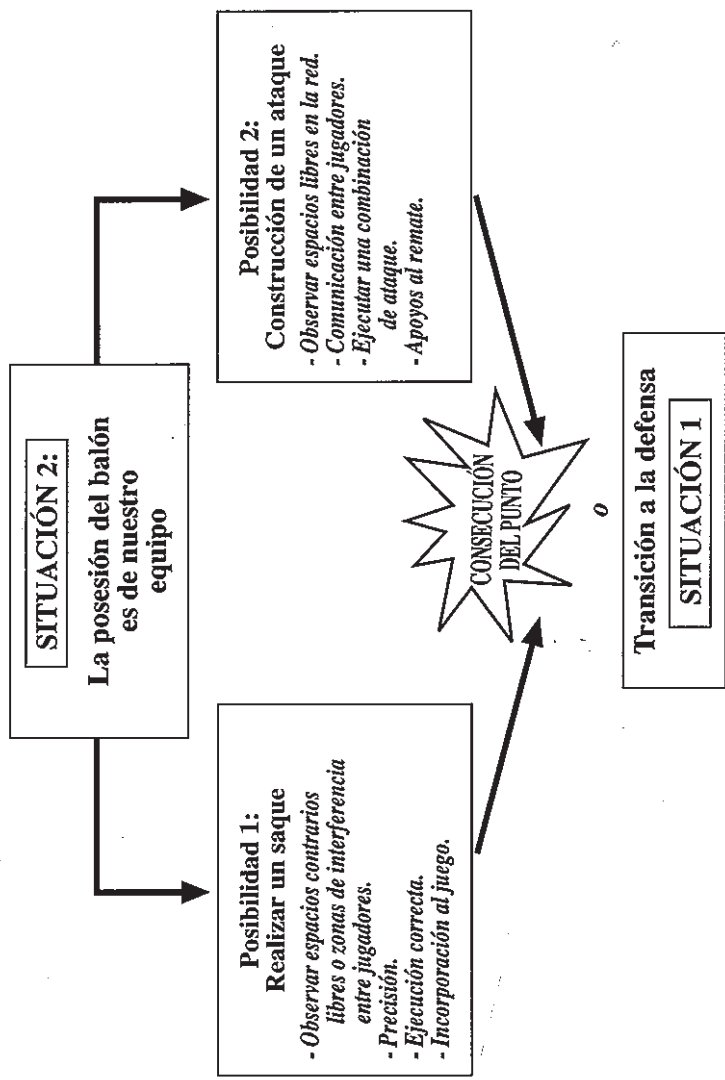 SITUACIÓN 2:
La posesión del balón
es de nuestro
equipo
Posibilidad 1:
Realizar un saque
- Observar espacios contrarios
libres o zonas de interferencia
entre jugadores.
- Precisión.
- Ejecución correcta.
- Incorporación al juego.
Posibilidad 2:
Construcción de un ataque
- Observar espacios libres en la red.
- Comunicación entre jugadores.
- Ejecutar una combinación
de ataque.
- Apoyos al remate.
CONSECUCIÓN
DEL PUNTO
o
Transición a la defensa
SITUACIÓN 1